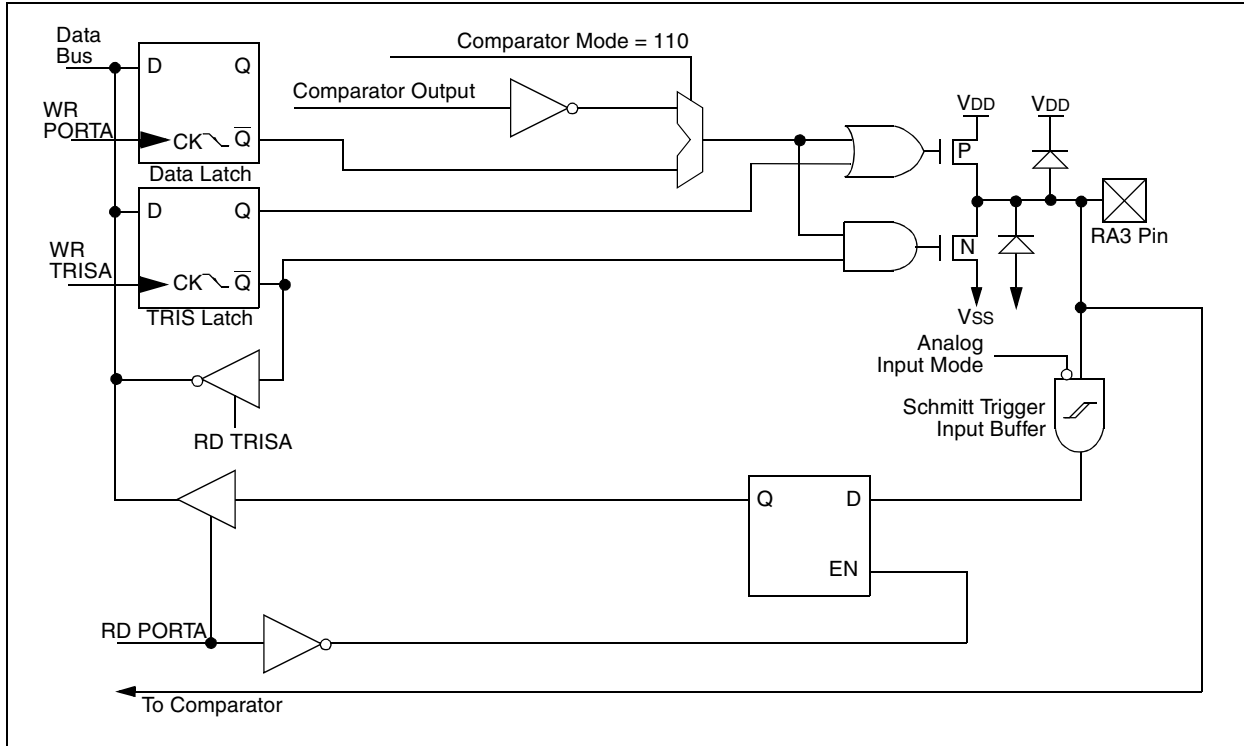 Data
Bus
D
Q
WR
PORTA
CK
Q
Data Latch
Comparator Mode = 110
Comparator Output
D
Q
WR
TRISA
CK
Q
TRIS Latch
RD TRISA
VDD
VDD
P
N
RA3 Pin
VSS
Analog
Input Mode
Schmitt Trigger
Input Buffer
Q
D
EN
RD PORTA
To Comparator